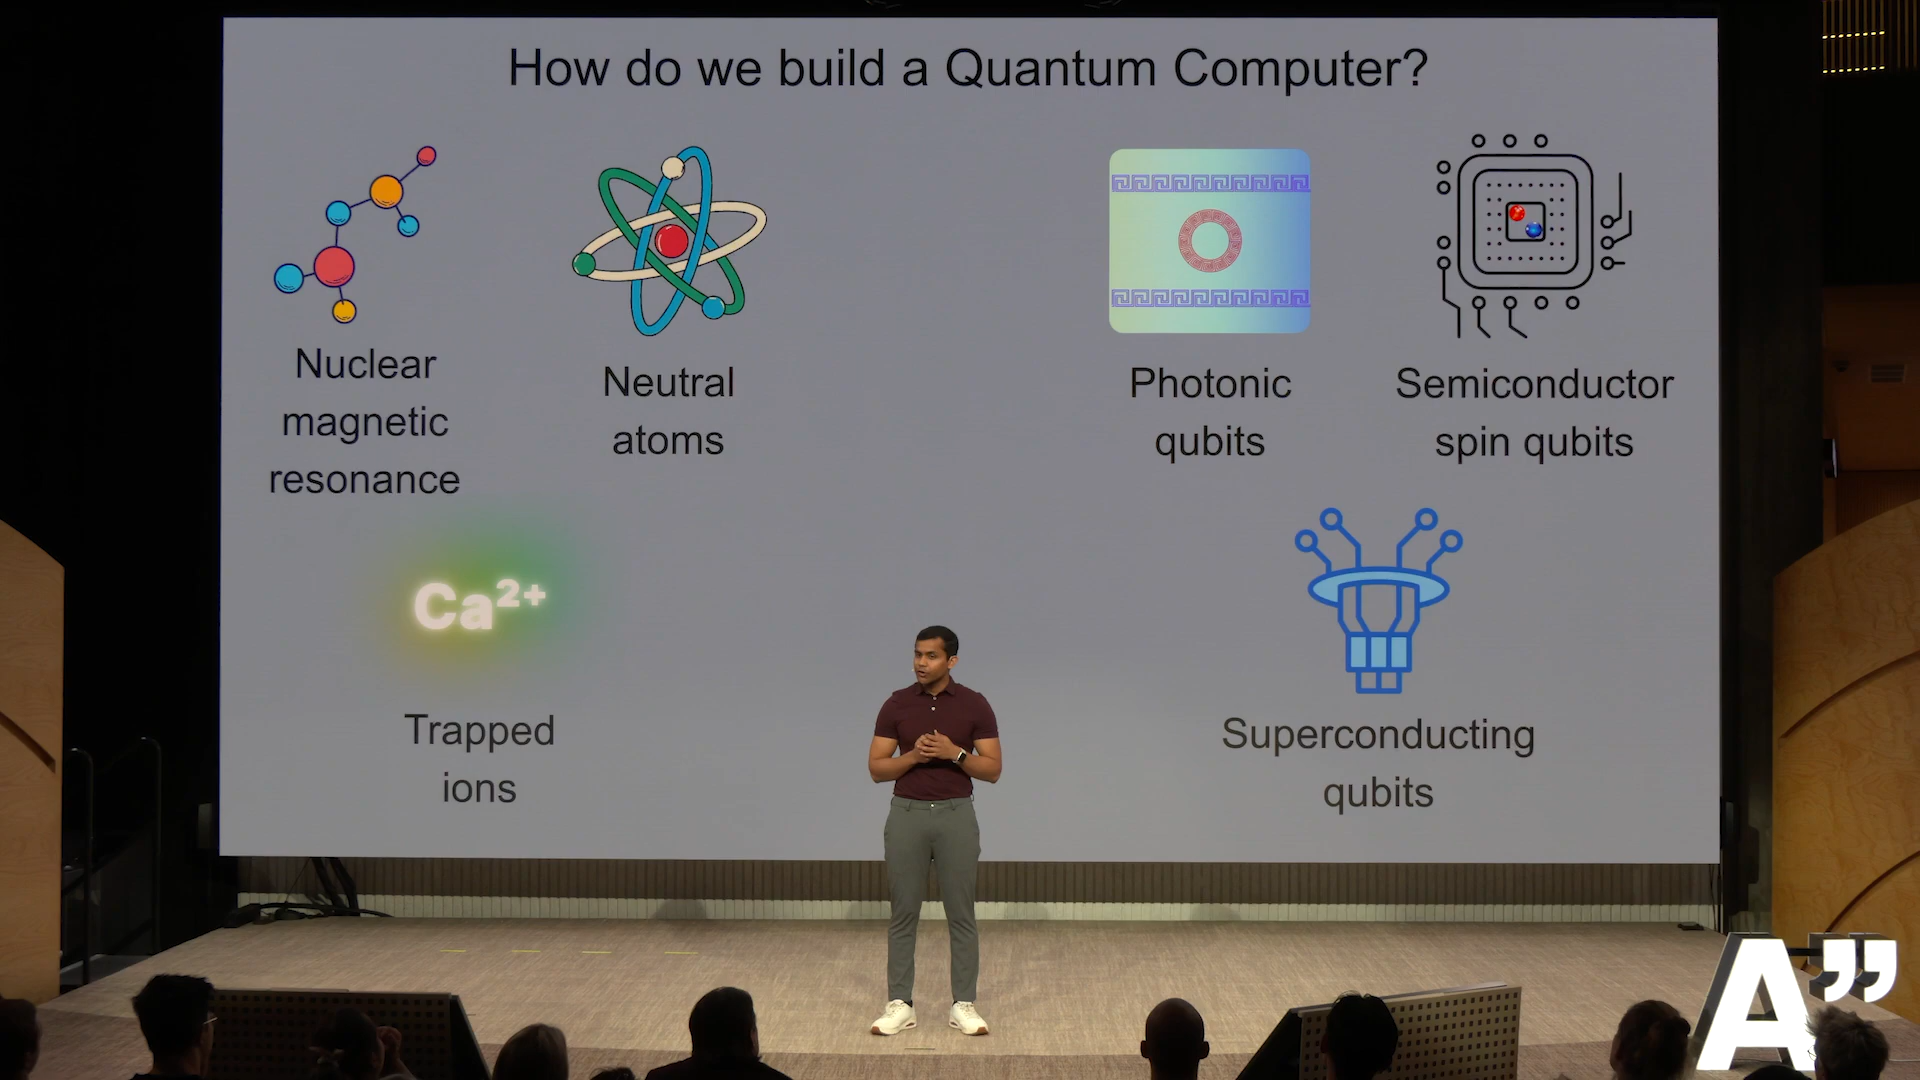 How do we build a Quantum Computer?
Nuclear
magnetic
resonance
Neutral
atoms
Photonic
qubits
Semiconductor
spin qubits
Ca²⁺
Trapped
ions
Superconducting
qubits
A”